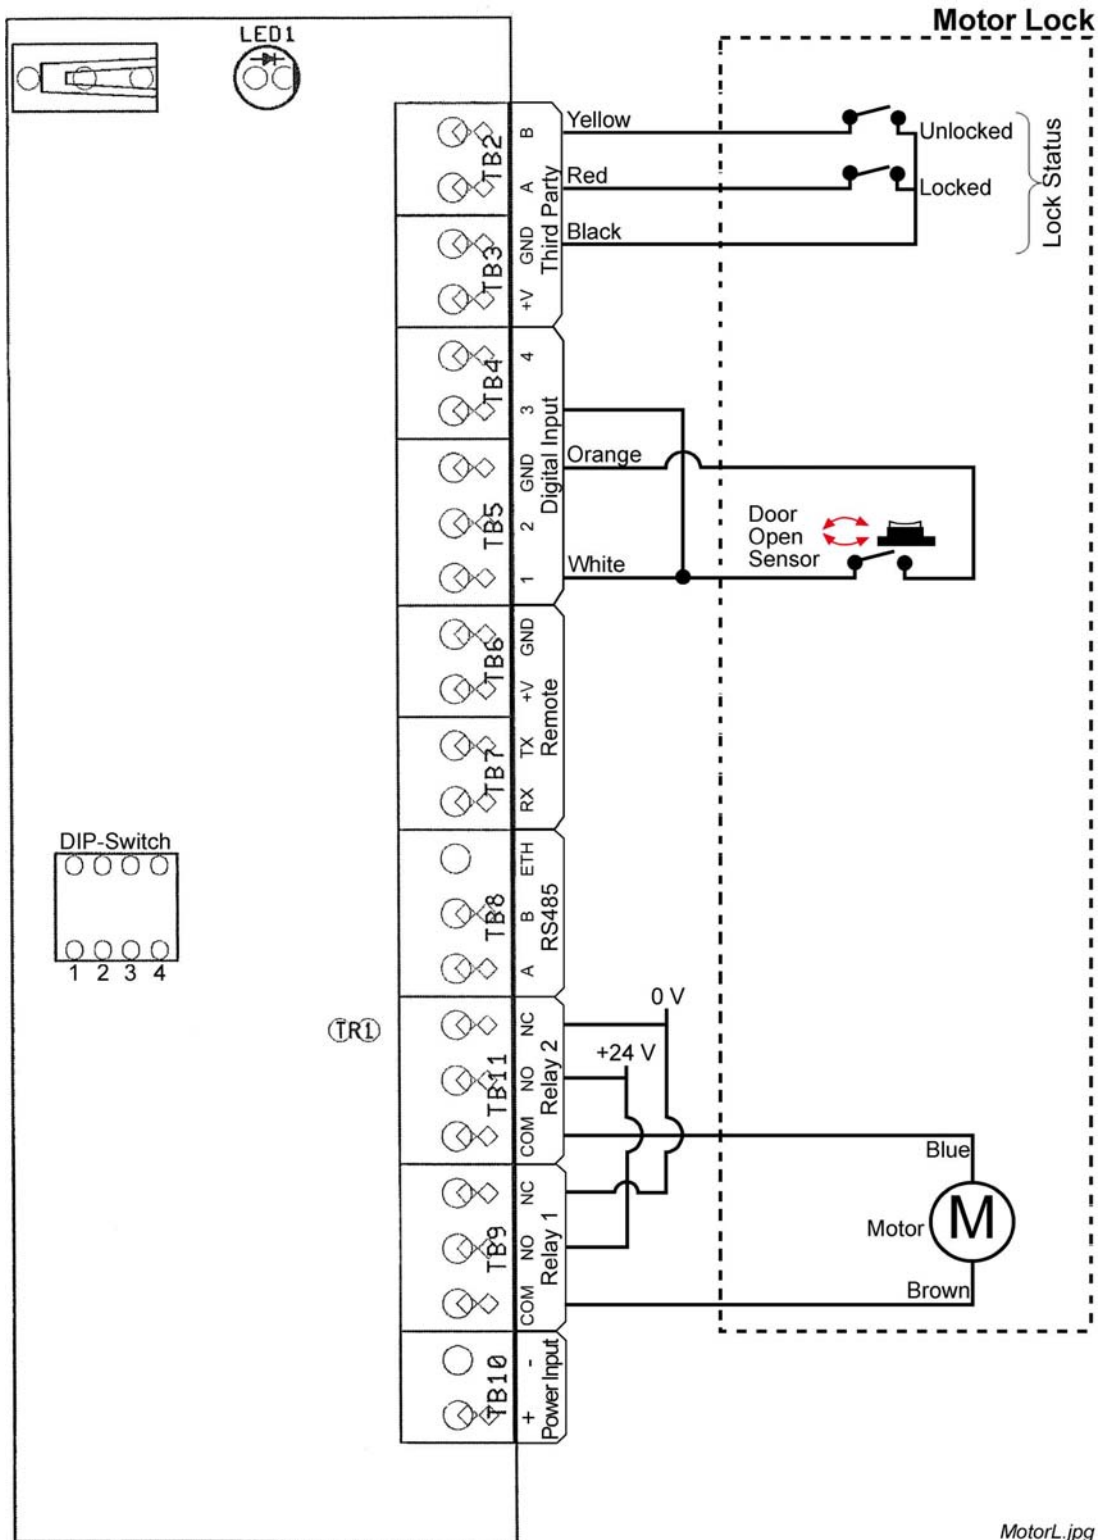 Motor Lock
LED1
TB2
B
A
Third Party
Yellow
Red
Black
Unlocked
Locked
Lock Status
TB3
GND
+V
TB4
4
3
Digital Input
Orange
White
TB5
GND
2
1
Door
Open
Sensor
TB6
GND
+V
Remote
TB7
TX
RX
DIP-Switch
1 2 3 4
TB8
ETH
B
A
RS485
TR1
0 V
+24 V
TB11
NC
NO
COM
Relay 2
Blue
TB9
NC
NO
COM
Relay 1
Motor
M
Brown
TB10
-
+
Power Input
MotorL.jpg